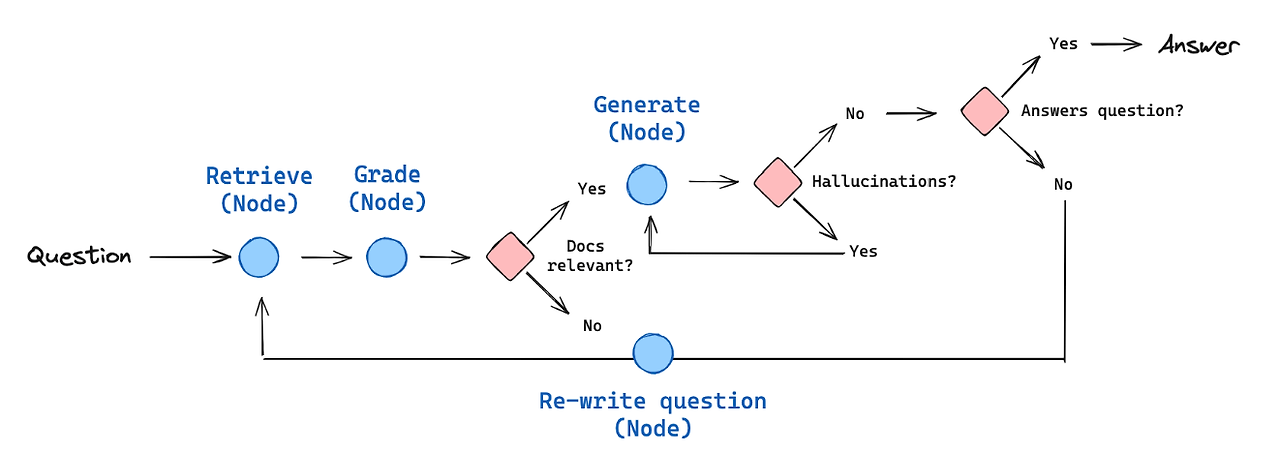 Yes
Answer
Generate
(Node)
Answers question?
No
Retrieve
(Node)
Grade
(Node)
Yes
Hallucinations?
No
Question
Docs
relevant?
Yes
No
Re-write question
(Node)